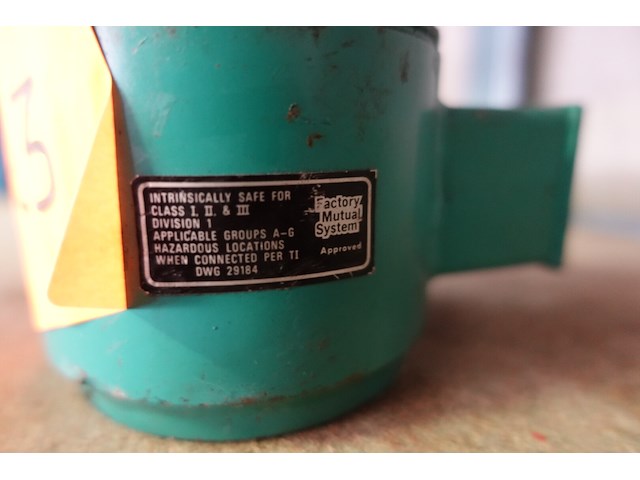 3
INTRINSICALLY SAFE FOR
CLASS I, II, & III
DIVISION 1
APPLICABLE GROUPS A-G
HAZARDOUS LOCATIONS
WHEN CONNECTED PER TI
DWG 29184
Factory
Mutual
System
Approved